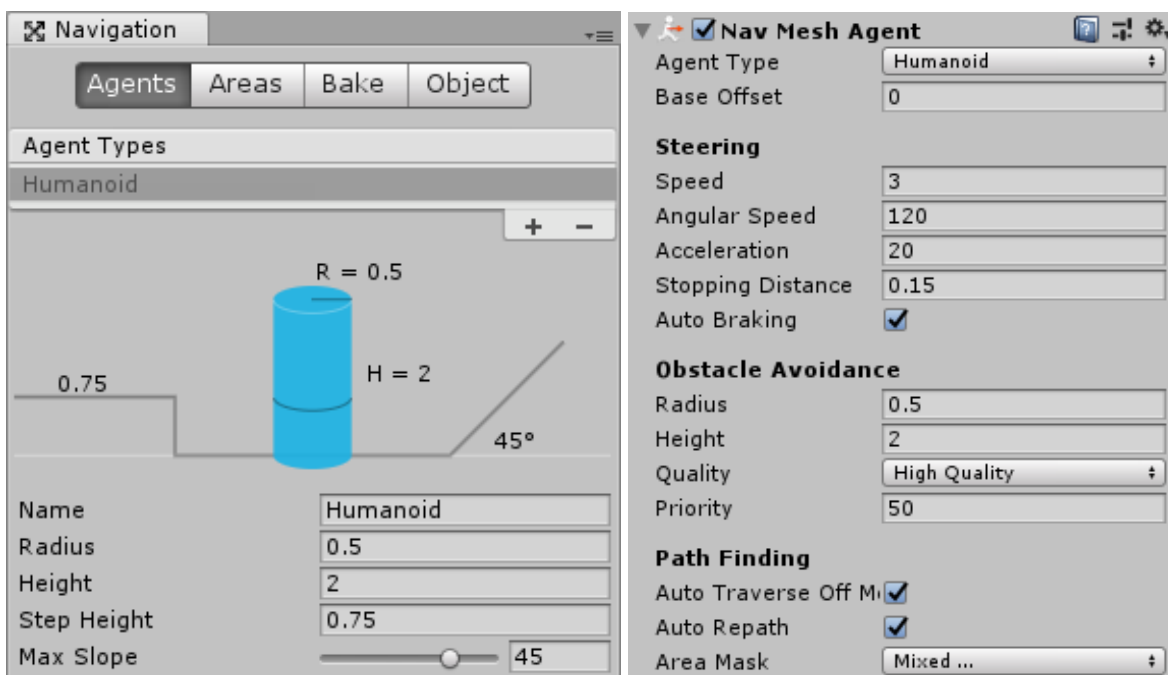 Navigation
Agents Areas Bake Object
Agent Types
Humanoid
+ −
R = 0.5
H = 2
0.75
45°
Name Humanoid
Radius 0.5
Height 2
Step Height 0.75
Max Slope 45
Nav Mesh Agent
Agent Type Humanoid
Base Offset 0
Steering
Speed 3
Angular Speed 120
Acceleration 20
Stopping Distance 0.15
Auto Braking
Obstacle Avoidance
Radius 0.5
Height 2
Quality High Quality
Priority 50
Path Finding
Auto Traverse Off M
Auto Repath
Area Mask Mixed ...